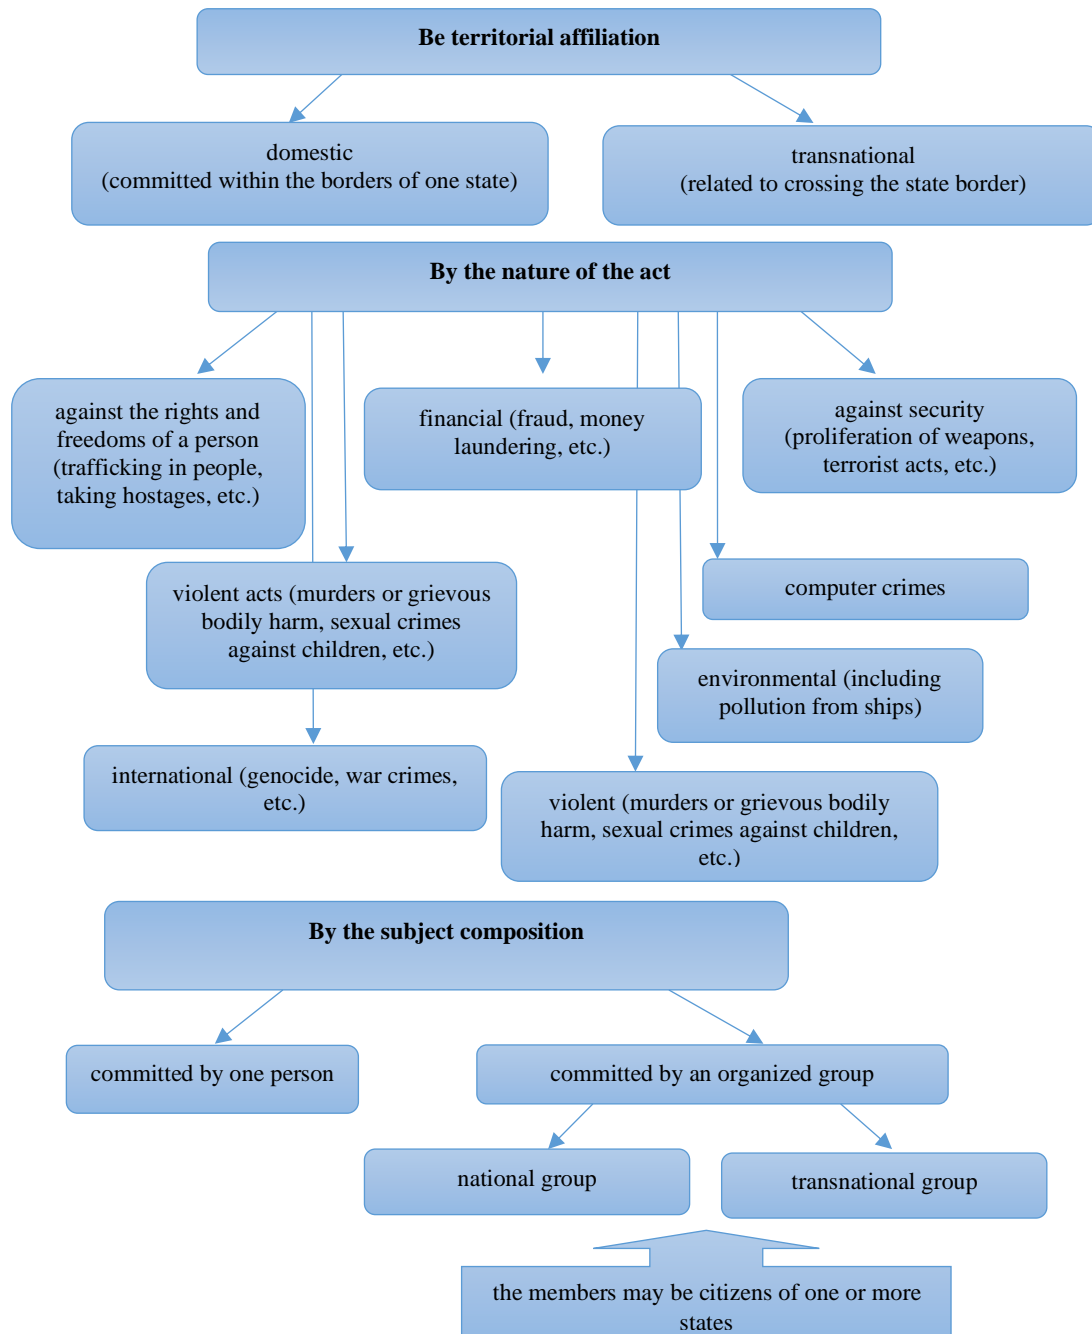 Be territorial affiliation
domestic
(committed within the borders of one state)
transnational
(related to crossing the state border)
By the nature of the act
against the rights and
freedoms of a person
(trafficking in people,
taking hostages, etc.)
financial (fraud, money
laundering, etc.)
against security
(proliferation of weapons,
terrorist acts, etc.)
violent acts (murders or grievous
bodily harm, sexual crimes
against children, etc.)
computer crimes
environmental (including
pollution from ships)
international (genocide, war crimes,
etc.)
violent (murders or grievous bodily
harm, sexual crimes against children,
etc.)
By the subject composition
committed by one person
committed by an organized group
national group
transnational group
the members may be citizens of one or more
states